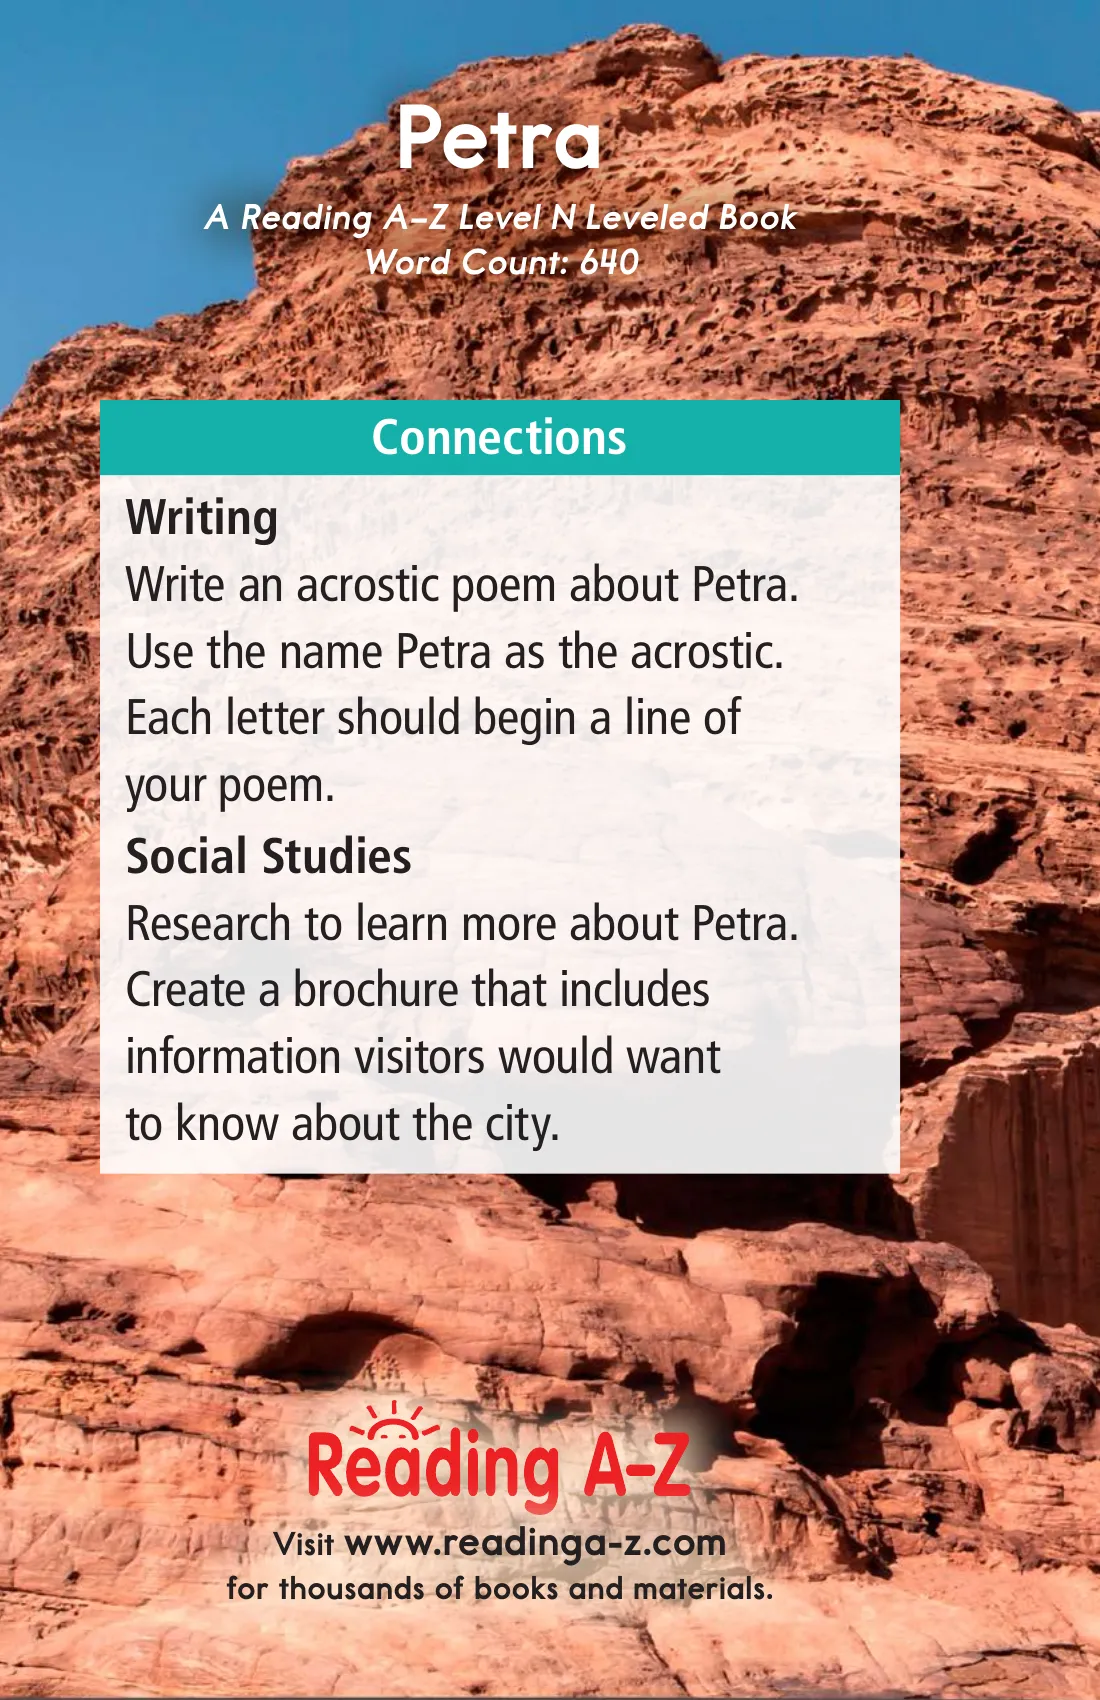 Petra
A Reading A–Z Level N Leveled Book
Word Count: 640
Connections
Writing
Write an acrostic poem about Petra.
Use the name Petra as the acrostic.
Each letter should begin a line of
your poem.
Social Studies
Research to learn more about Petra.
Create a brochure that includes
information visitors would want
to know about the city.
Reading A–Z
Visit www.readinga-z.com
for thousands of books and materials.